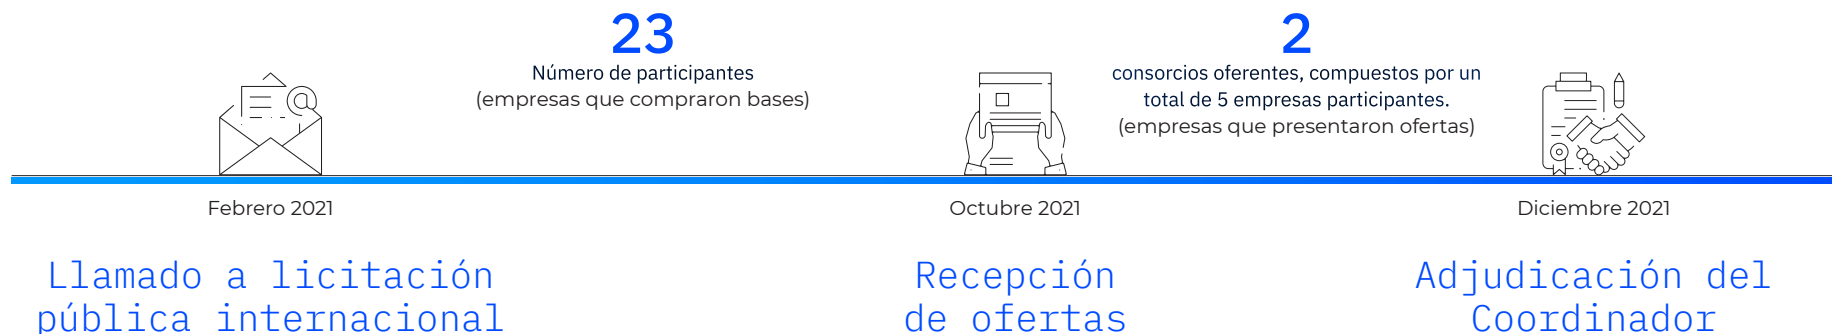 23
Número de participantes
(empresas que compraron bases)
2
consorcios oferentes, compuestos por un
total de 5 empresas participantes.
(empresas que presentaron ofertas)
@
Febrero 2021
Octubre 2021
Diciembre 2021
Llamado a licitación
pública internacional
Recepción
de ofertas
Adjudicación del
Coordinador